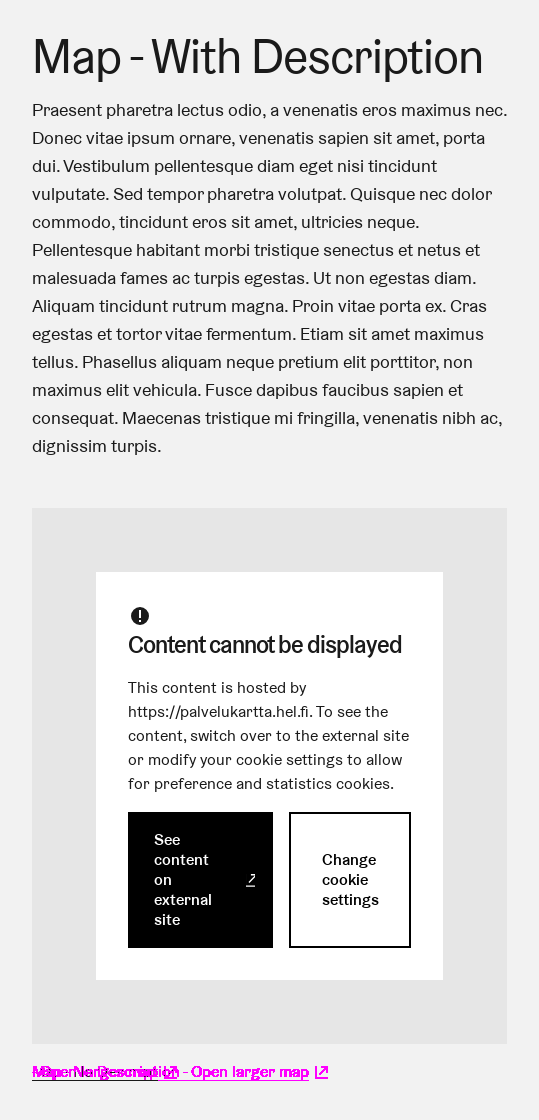 Map - With Description
Praesent pharetra lectus odio, a venenatis eros maximus nec.
Donec vitae ipsum ornare, venenatis sapien sit amet, porta
dui. Vestibulum pellentesque diam eget nisi tincidunt
vulputate. Sed tempor pharetra volutpat. Quisque nec dolor
commodo, tincidunt eros sit amet, ultricies neque.
Pellentesque habitant morbi tristique senectus et netus et
malesuada fames ac turpis egestas. Ut non egestas diam.
Aliquam tincidunt rutrum magna. Proin vitae porta ex. Cras
egestas et tortor vitae fermentum. Etiam sit amet maximus
tellus. Phasellus aliquam neque pretium elit porttitor, non
maximus elit vehicula. Fusce dapibus faucibus sapien et
consequat. Maecenas tristique mi fringilla, venenatis nibh ac,
dignissim turpis.
Content cannot be displayed
This content is hosted by
https://palvelukartta.hel.fi. To see the
content, switch over to the external site
or modify your cookie settings to allow
for preference and statistics cookies.
See
content
on
external
site
Change
cookie
settings
- Open larger map